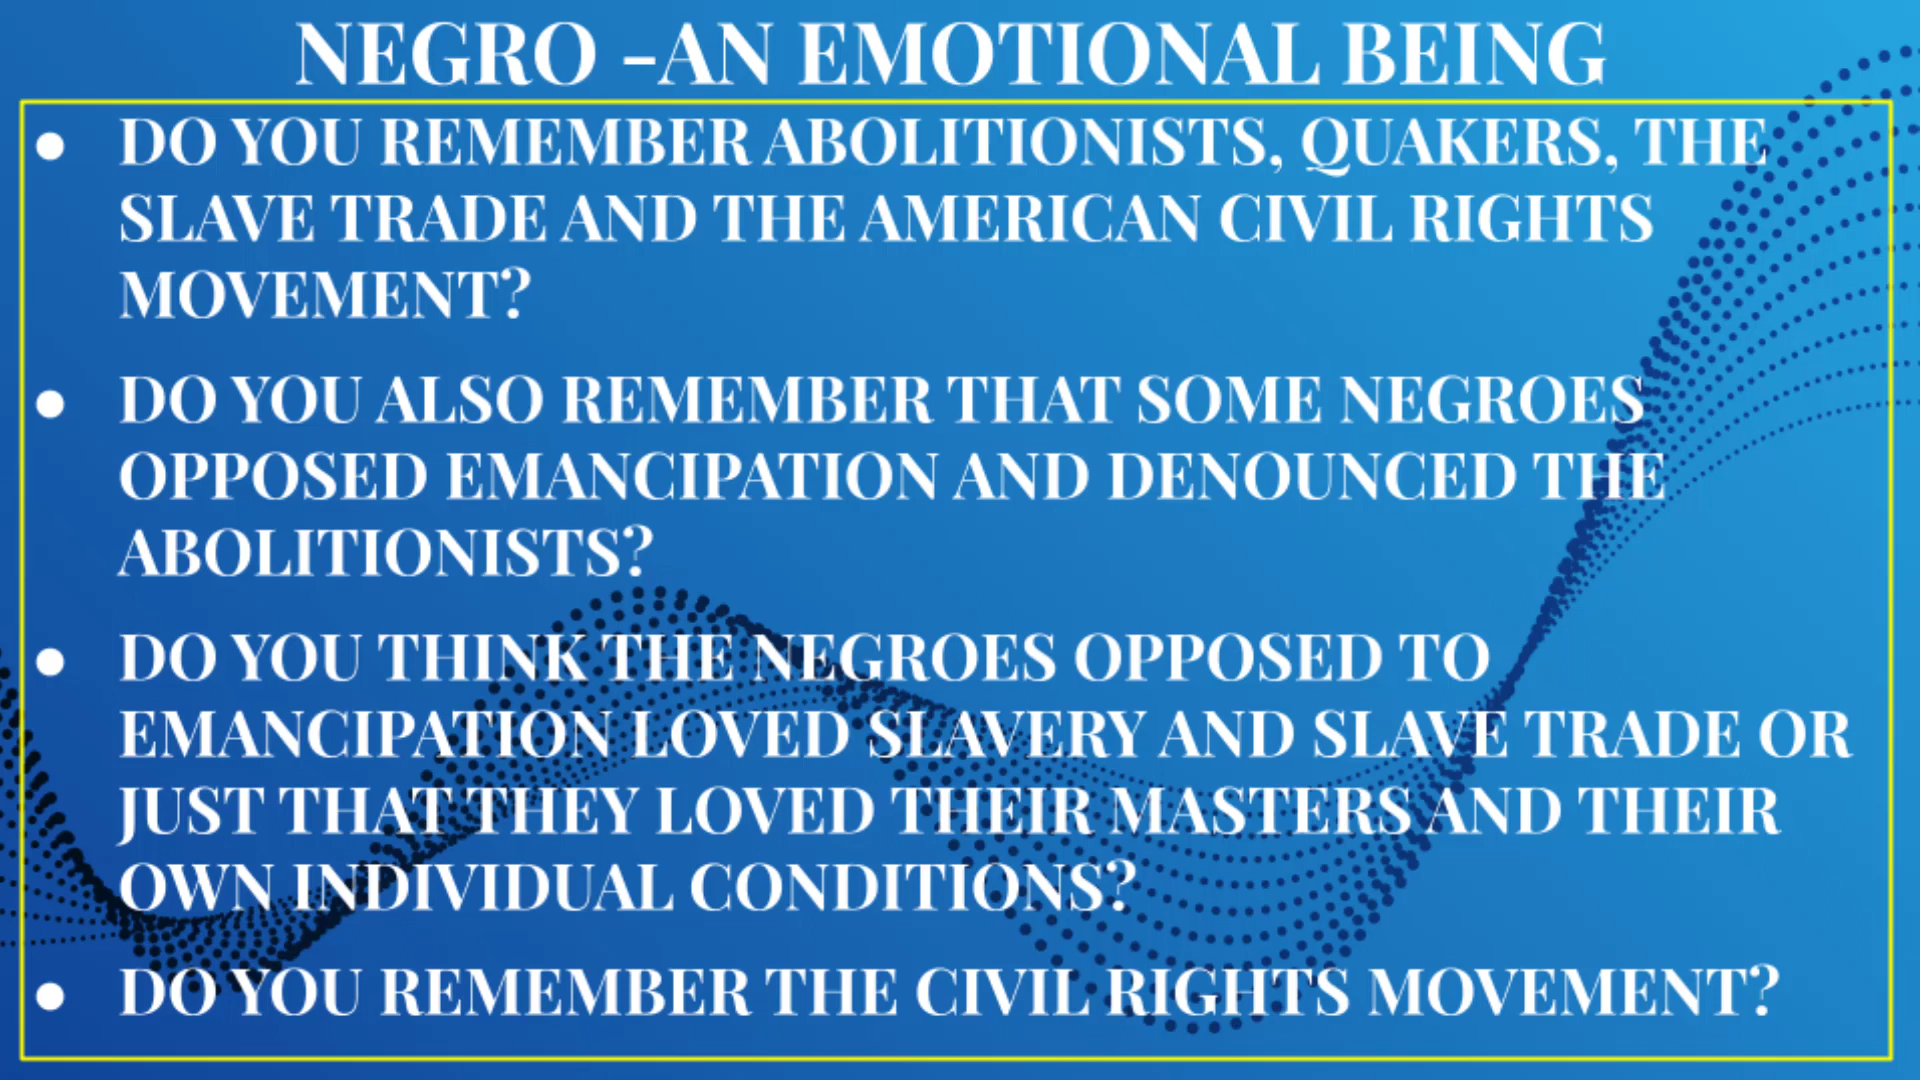 NEGRO –AN EMOTIONAL BEING
● DO YOU REMEMBER ABOLITIONISTS, QUAKERS, THE
SLAVE TRADE AND THE AMERICAN CIVIL RIGHTS
MOVEMENT?
● DO YOU ALSO REMEMBER THAT SOME NEGROES
OPPOSED EMANCIPATION AND DENOUNCED THE
ABOLITIONISTS?
● DO YOU THINK THE NEGROES OPPOSED TO
EMANCIPATION LOVED SLAVERY AND SLAVE TRADE OR
JUST THAT THEY LOVED THEIR MASTERS AND THEIR
OWN INDIVIDUAL CONDITIONS?
● DO YOU REMEMBER THE CIVIL RIGHTS MOVEMENT?